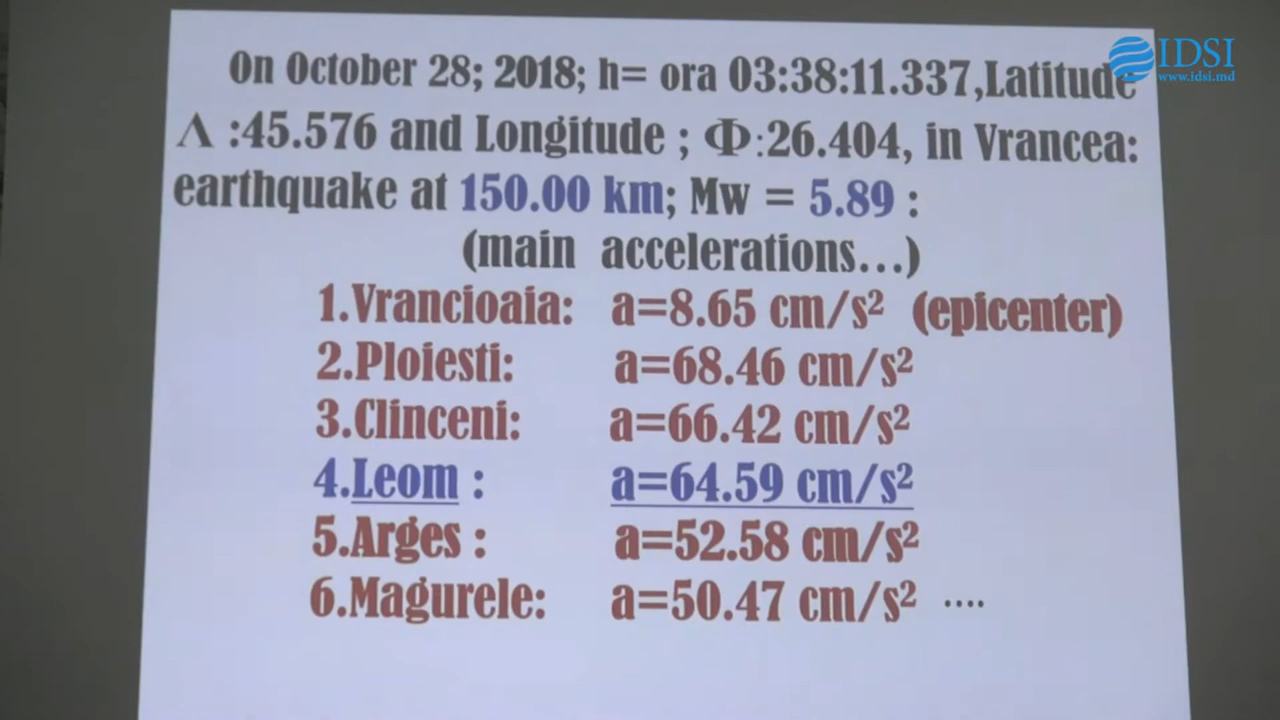 IDSI
www.idsi.md
On October 28; 2018; h= ora 03:38:11.337,Latitude
Λ :45.576 and Longitude ; Φ:26.404, in Vrancea:
earthquake at 150.00 km; Mw = 5.89 :
(main accelerations...)
1.Vrancioaia: a=8.65 cm/s² (epicenter)
2.Ploiesti: a=68.46 cm/s²
3.Clinceni: a=66.42 cm/s²
4.Leom : a=64.59 cm/s²
5.Arges : a=52.58 cm/s²
6.Magurele: a=50.47 cm/s² ....